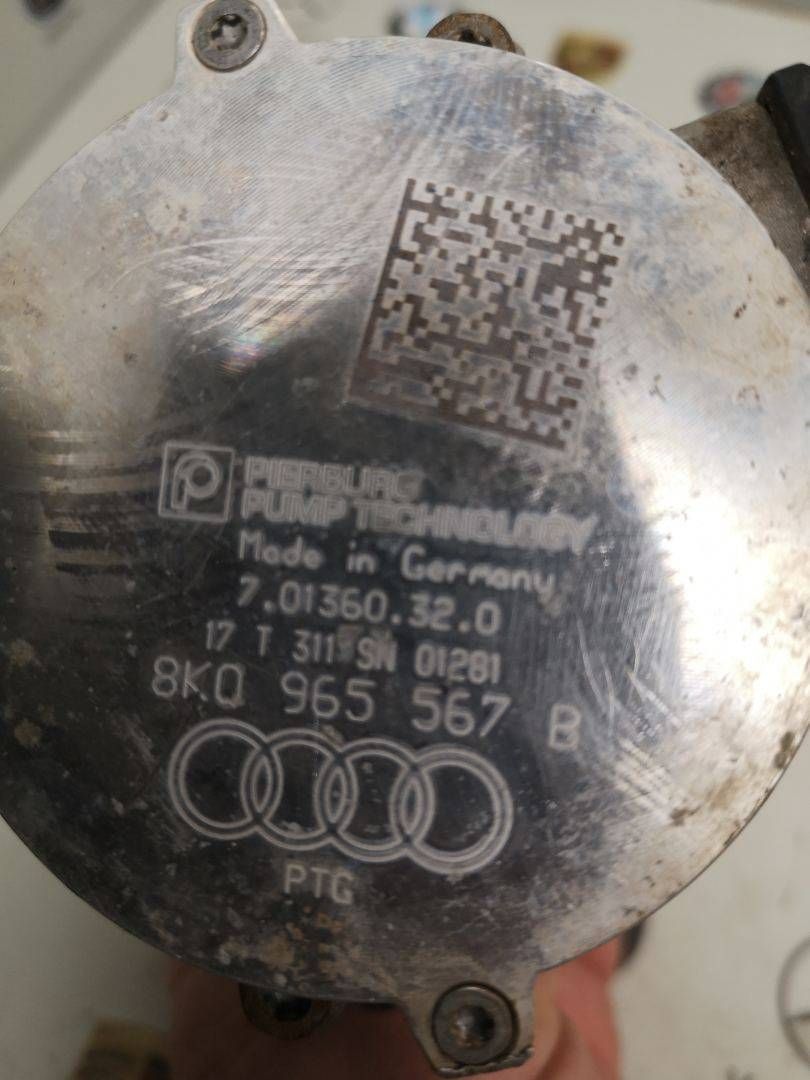 PIERBURG
PUMP TECHNOLOGY
Made in Germany
7.01360.32.0
17 T 311 SN 01281
8K0 965 567 B
PTG